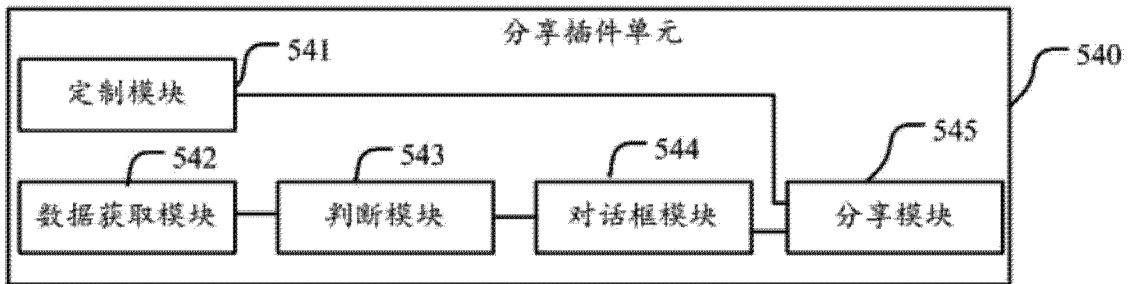 分享插件单元
541
540
定制模块
542
543
544
545
数据获取模块
判断模块
对话框模块
分享模块